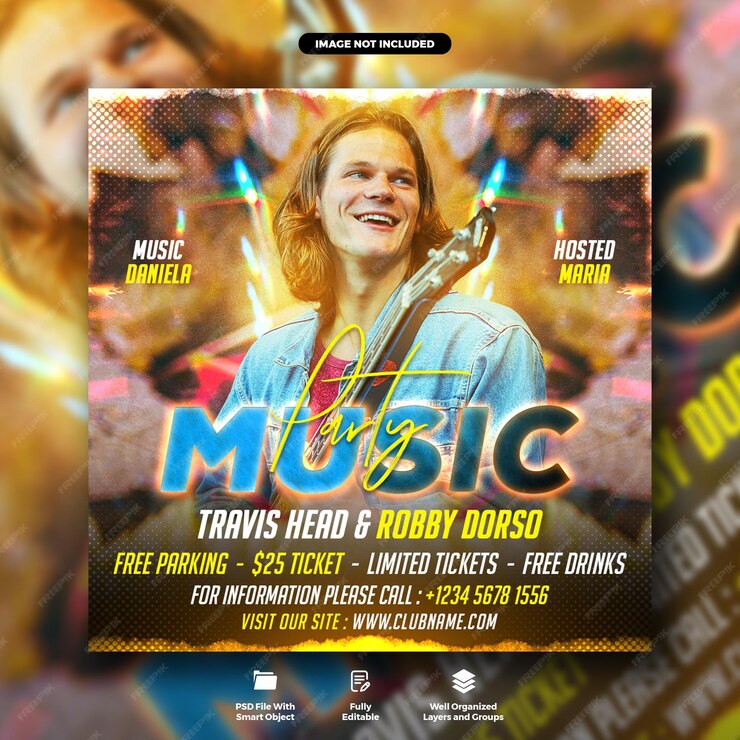 IMAGE NOT INCLUDED
MUSIC
DANIELA
HOSTED
MARIA
Party
MUSIC
TRAVIS HEAD & ROBBY DORSO
FREE PARKING - $25 TICKET - LIMITED TICKETS - FREE DRINKS
FOR INFORMATION PLEASE CALL : +1234 5678 1556
VISIT OUR SITE : WWW.CLUBNAME.COM
PSD File With
Smart Object
Fully
Editable
Well Organized
Layers and Groups